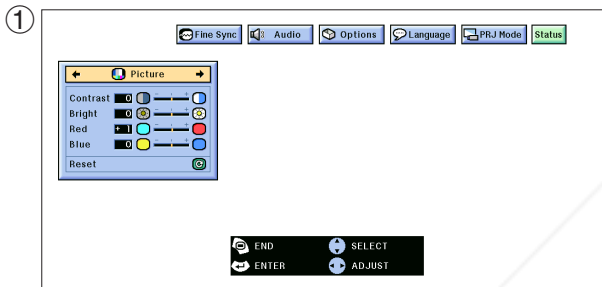 ①
Fine Sync Audio Options Language PRJ Mode Status
Picture
Contrast 0 - +
Bright 0 - +
Red +1 - +
Blue 0 - +
Reset
END SELECT
ENTER ADJUST